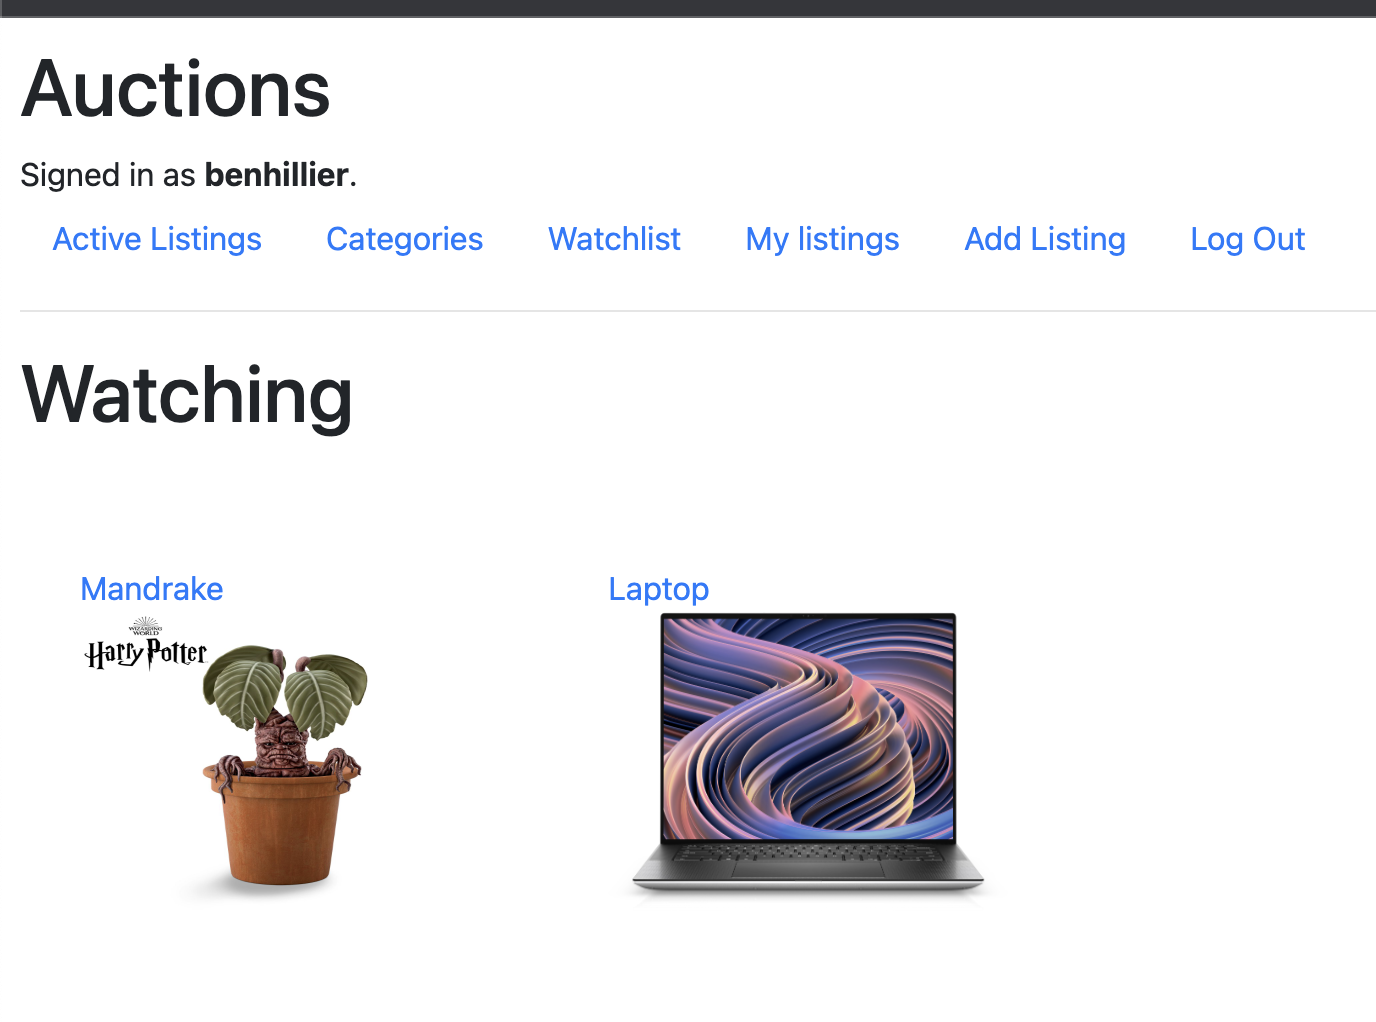 Auctions
Signed in as benhillier.
Active Listings Categories Watchlist My listings Add Listing Log Out
Watching
Mandrake Laptop
WIZARDING
WORLD
Harry Potter